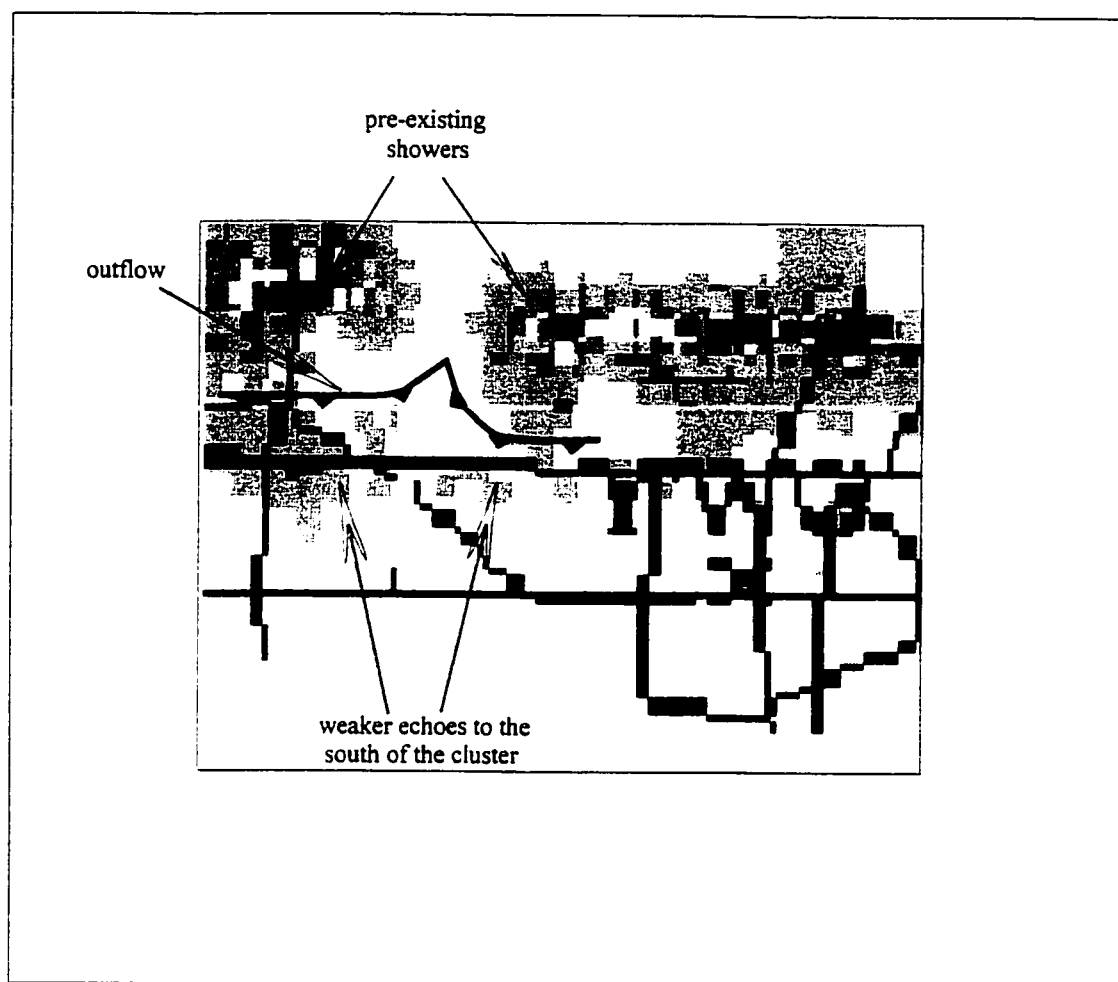 pre-existing
showers
outflow
weaker echoes to the
south of the cluster